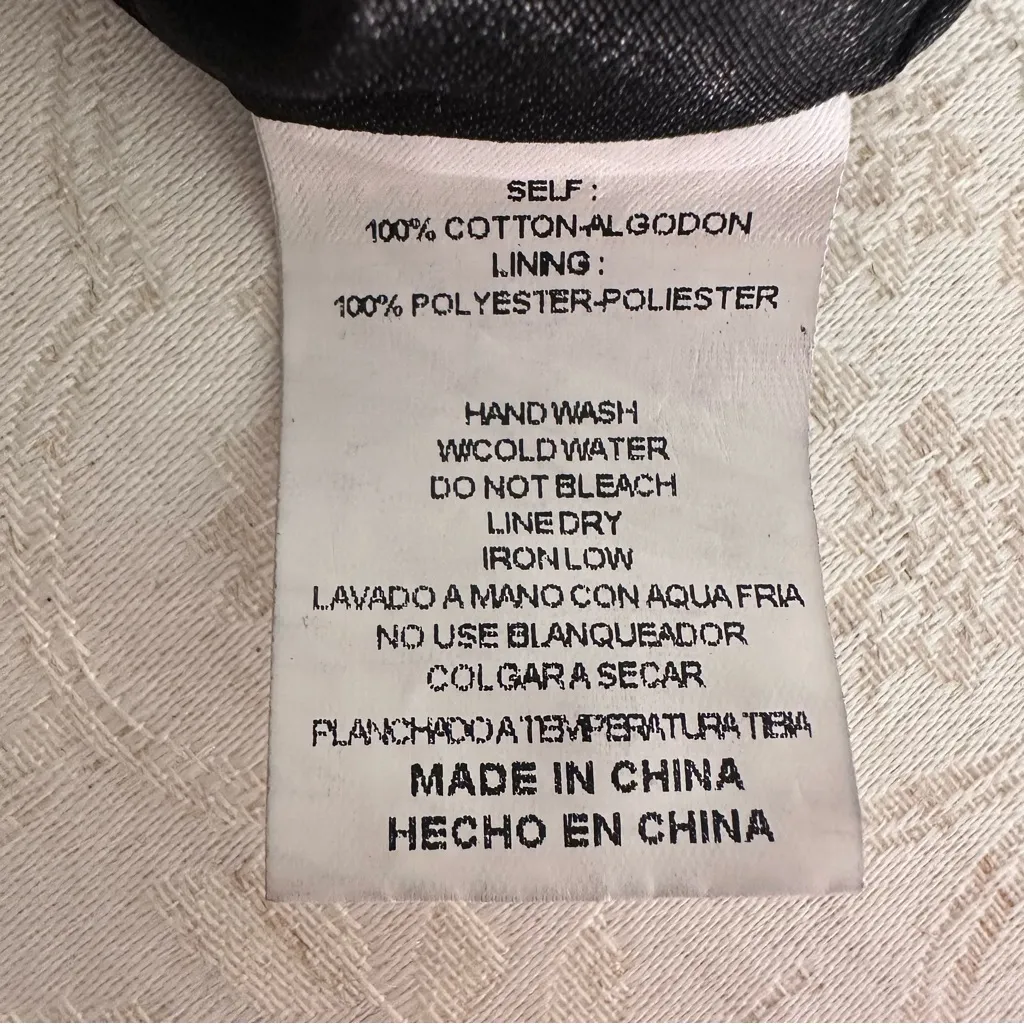 SELF :
100% COTTON-ALGODON
LINING :
100% POLYESTER-POLIESTER
HAND WASH
W/COLD WATER
DO NOT BLEACH
LINE DRY
IRON LOW
LAVADO A MANO CON AQUA FRIA
NO USE BLANQUEADOR
COLGAR A SECAR
PLANCHADO A TEMPERATURA TIBIA
MADE IN CHINA
HECHO EN CHINA